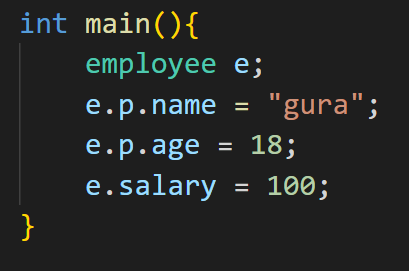 int main(){
    employee e;
    e.p.name = "gura";
    e.p.age = 18;
    e.salary = 100;
}